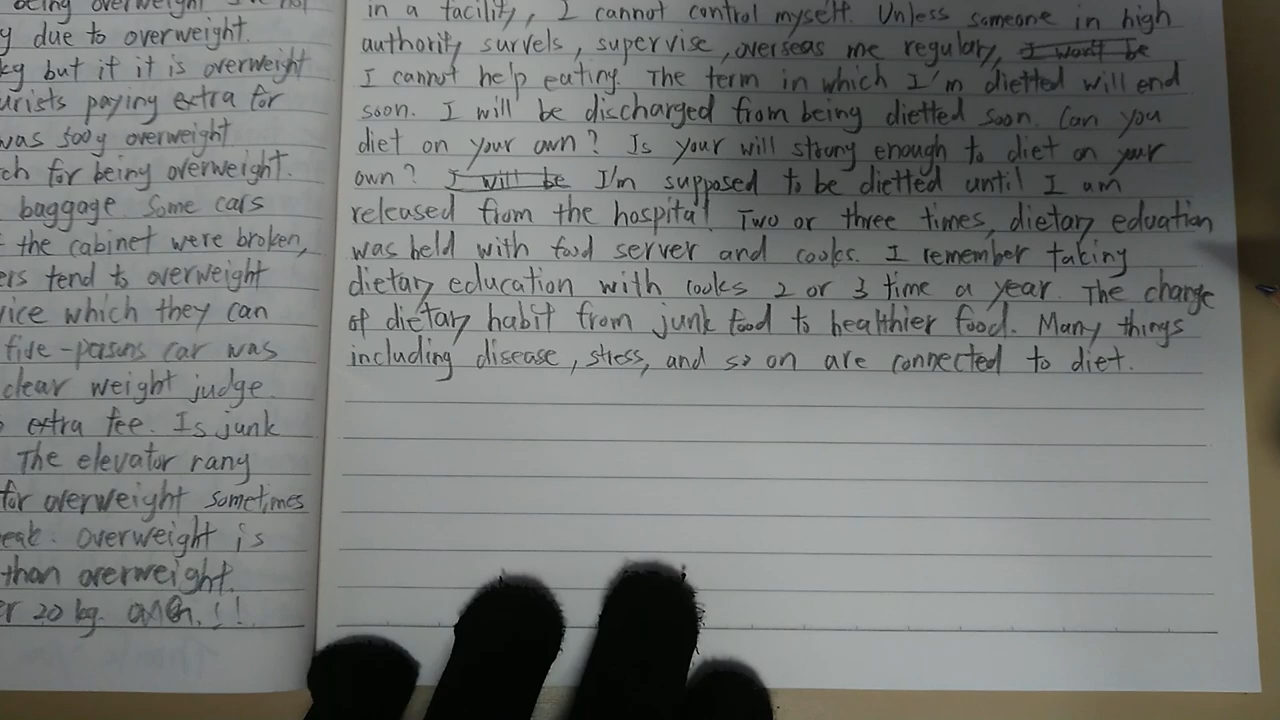 being overweight I've not
y due to overweight.
kg but if it is overweight
urists paying extra for
was 500g overweight
ch for being overweight.
baggage. Some cars
the cabinet were broken,
ers tend to overweight
vice which they can
five-persons car was
clear weight judge.
extra fee. Is junk
The elevator rang
for overweight sometimes
eak. overweight is
than overweight.
er 20 kg. !!
in a facility, I cannot control myself. Unless someone in high
authority survels, supervise, overseas me regulary, I won't be
I cannot help eating. The term in which I'm dietted will end
soon. I will be discharged from being dietted soon. Can you
diet on your own? Is your will strong enough to diet on your
own? I will be I'm supposed to be dietted until I am
released from the hospital. Two or three times, dietary eduation
was held with food server and cooks. I remember taking
dietary education with cooks 2 or 3 time a year. The change
of dietary habit from junk food to healthier food. Many things
including disease, stress, and so on are connected to diet.